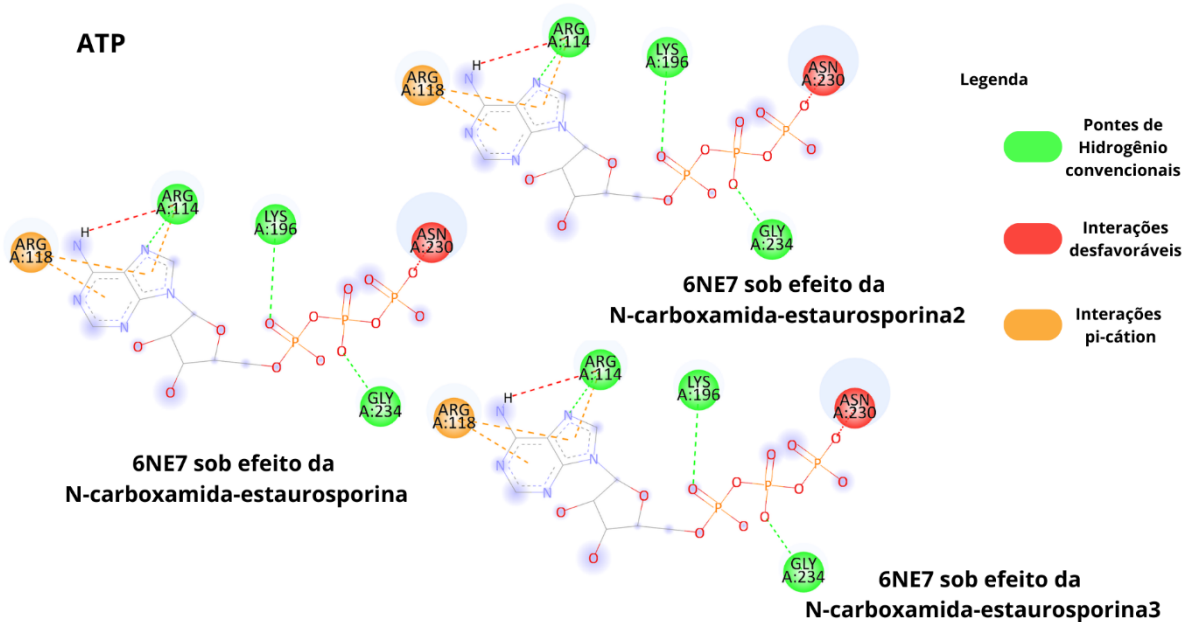 ATP
ARG
A:114
H
N
ARG
A:118
N
N
N
N
LYS
A:196
ASN
A:230
O
O
O
O
O
P
O
P
O
P
O
O
O
O
O
GLY
A:234
6NE7 sob efeito da
N-carboxamida-estaurosporina2
Legenda
Pontes de
Hidrogênio
convencionais
Interações
desfavoráveis
Interações
pi-cátion
ARG
A:114
H
N
ARG
A:118
N
N
N
N
LYS
A:196
ASN
A:230
O
O
O
O
O
P
O
P
O
P
O
O
O
O
O
GLY
A:234
6NE7 sob efeito da
N-carboxamida-estaurosporina
ARG
A:114
H
N
ARG
A:118
N
N
N
N
LYS
A:196
ASN
A:230
O
O
O
O
O
P
O
P
O
P
O
O
O
O
O
GLY
A:234
6NE7 sob efeito da
N-carboxamida-estaurosporina3